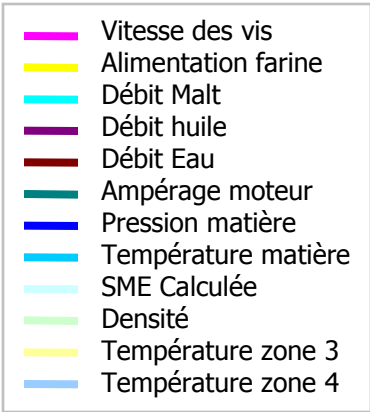 Vitesse des vis
Alimentation farine
Débit Malt
Débit huile
Débit Eau
Ampérage moteur
Pression matière
Température matière
SME Calculée
Densité
Température zone 3
Température zone 4